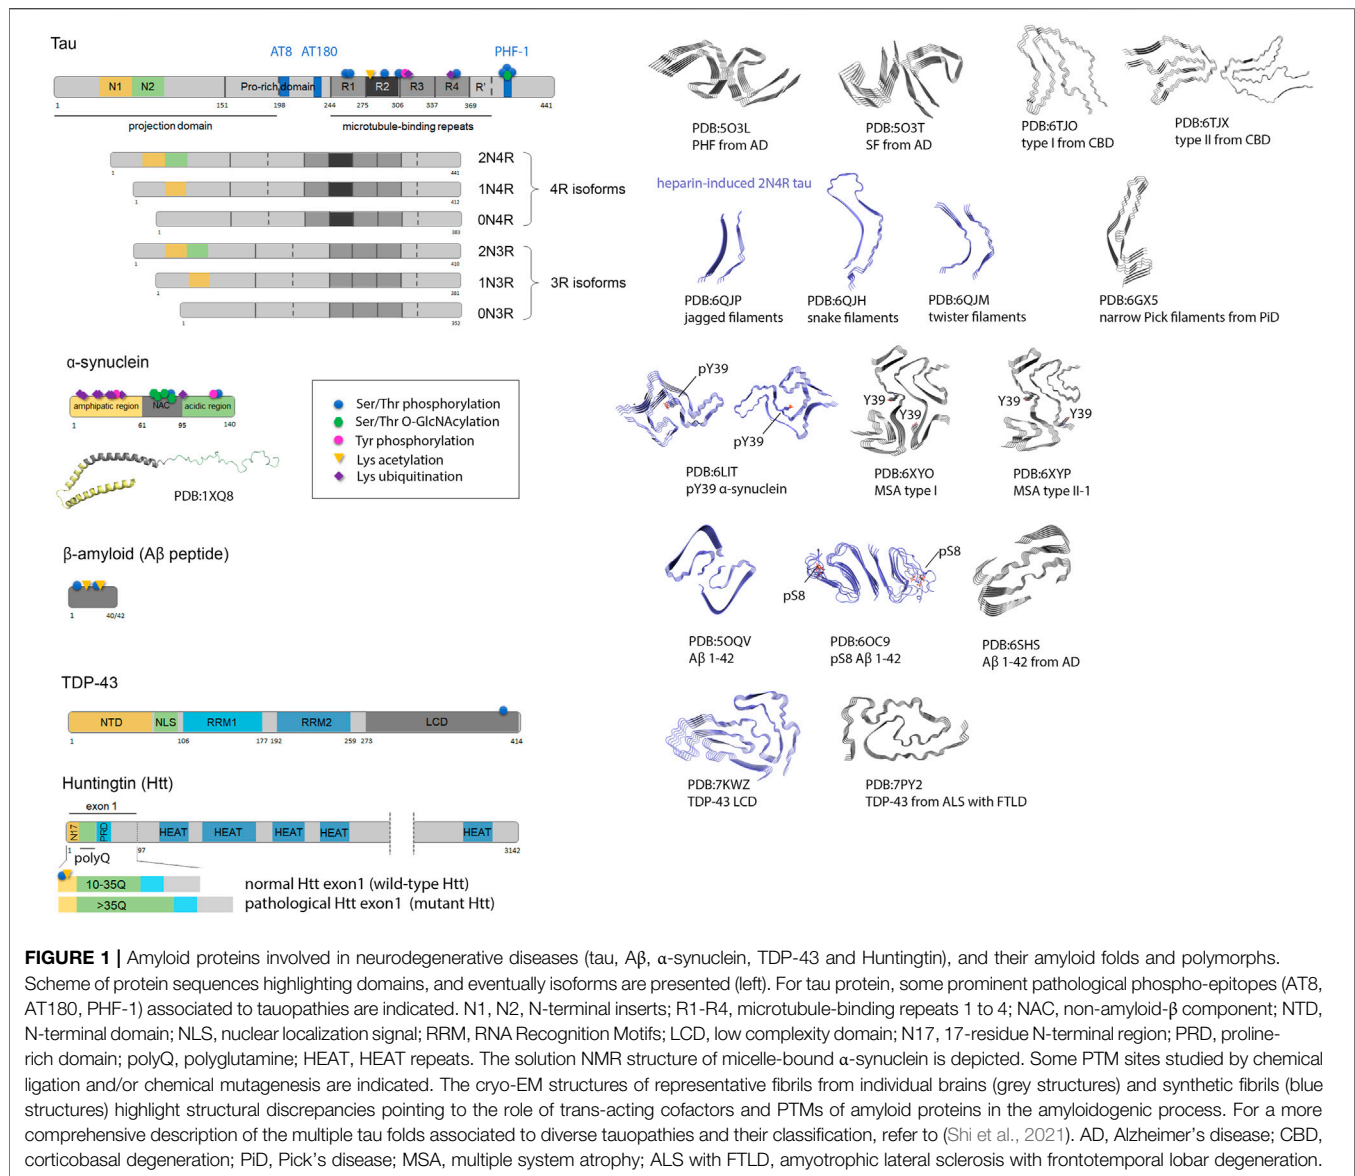 Tau
AT8 AT180 PHF-1
N1 N2 Pro-rich domain R1 R2 R3 R4 R'
1 151 198 244 275 306 337 369 441
projection domain microtubule-binding repeats
2N4R
1 441
1N4R
1 412
0N4R
1 383
4R isoforms
2N3R
1 410
1N3R
1 381
0N3R
1 352
3R isoforms
PDB:5O3L
PHF from AD
PDB:5O3T
SF from AD
PDB:6TJO
type I from CBD
PDB:6TJX
type II from CBD
heparin-induced 2N4R tau
PDB:6QJP
jagged filaments
PDB:6QJH
snake filaments
PDB:6QJM
twister filaments
PDB:6GX5
narrow Pick filaments from PiD
α-synuclein
amphipatic region NAC acidic region
1 61 95 140
PDB:1XQ8
Ser/Thr phosphorylation
Ser/Thr O-GlcNAcylation
Tyr phosphorylation
Lys acetylation
Lys ubiquitination
pY39
pY39
PDB:6LIT
pY39 α-synuclein
Y39
Y39
PDB:6XYO
MSA type I
Y39
Y39
PDB:6XYP
MSA type II-1
β-amyloid (Aβ peptide)
1 40/42
PDB:5OQV
Aβ 1-42
pS8
pS8
PDB:6OC9
pS8 Aβ 1-42
PDB:6SHS
Aβ 1-42 from AD
TDP-43
NTD NLS RRM1 RRM2 LCD
1 106 177 192 259 273 414
PDB:7KWZ
TDP-43 LCD
PDB:7PY2
TDP-43 from ALS with FTLD
Huntingtin (Htt)
exon 1
N17 PRD HEAT HEAT HEAT HEAT HEAT
1 97 3142
polyQ
10-35Q normal Htt exon1 (wild-type Htt)
>35Q pathological Htt exon1 (mutant Htt)
FIGURE 1 | Amyloid proteins involved in neurodegenerative diseases (tau, Aβ, α-synuclein, TDP-43 and Huntingtin), and their amyloid folds and polymorphs.
Scheme of protein sequences highlighting domains, and eventually isoforms are presented (left). For tau protein, some prominent pathological phospho-epitopes (AT8,
AT180, PHF-1) associated to tauopathies are indicated. N1, N2, N-terminal inserts; R1-R4, microtubule-binding repeats 1 to 4; NAC, non-amyloid-β component; NTD,
N-terminal domain; NLS, nuclear localization signal; RRM, RNA Recognition Motifs; LCD, low complexity domain; N17, 17-residue N-terminal region; PRD, proline-
rich domain; polyQ, polyglutamine; HEAT, HEAT repeats. The solution NMR structure of micelle-bound α-synuclein is depicted. Some PTM sites studied by chemical
ligation and/or chemical mutagenesis are indicated. The cryo-EM structures of representative fibrils from individual brains (grey structures) and synthetic fibrils (blue
structures) highlight structural discrepancies pointing to the role of trans-acting cofactors and PTMs of amyloid proteins in the amyloidogenic process. For a more
comprehensive description of the multiple tau folds associated to diverse tauopathies and their classification, refer to (Shi et al., 2021). AD, Alzheimer's disease; CBD,
corticobasal degeneration; PiD, Pick's disease; MSA, multiple system atrophy; ALS with FTLD, amyotrophic lateral sclerosis with frontotemporal lobar degeneration.